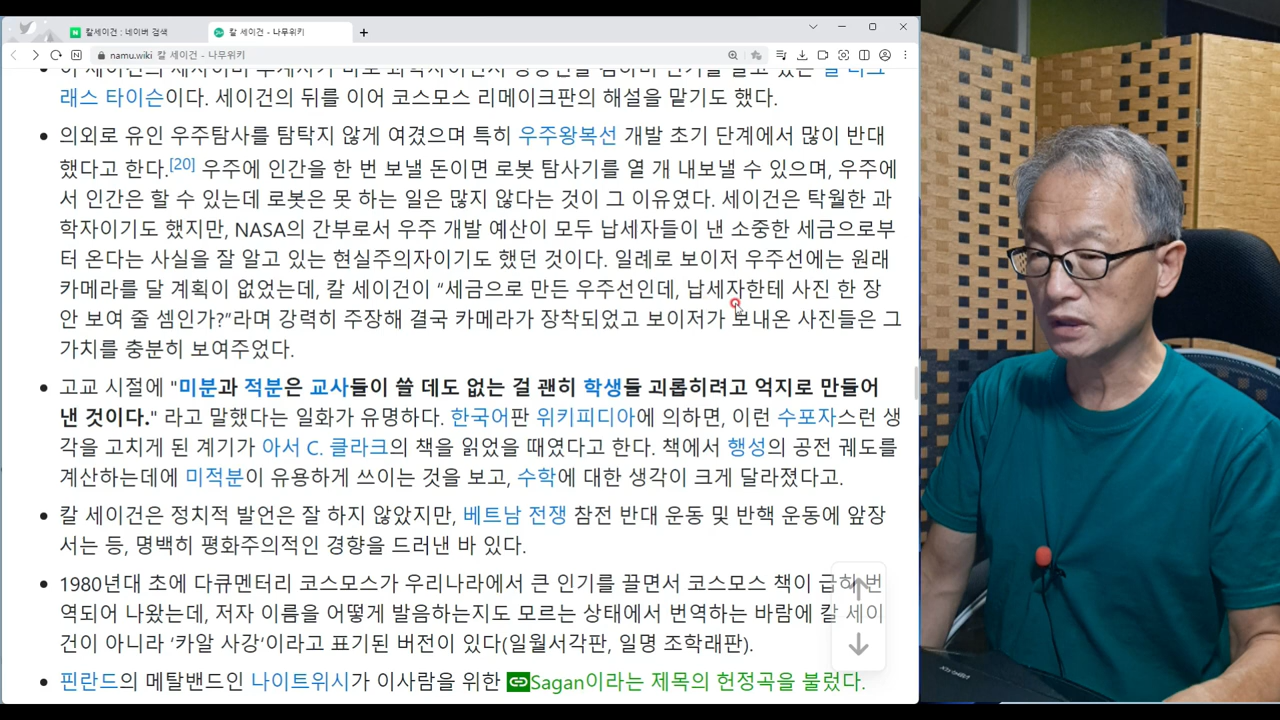 칼세이건 : 네이버 검색
칼 세이건 - 나무위키
namu.wiki 칼 세이건 - 나무위키
래스 타이슨이다. 세이건의 뒤를 이어 코스모스 리메이크판의 해설을 맡기도 했다.
의외로 유인 우주탐사를 탐탁지 않게 여겼으며 특히 우주왕복선 개발 초기 단계에서 많이 반대
했다고 한다.[20] 우주에 인간을 한 번 보낼 돈이면 로봇 탐사기를 열 개 내보낼 수 있으며, 우주에
서 인간은 할 수 있는데 로봇은 못 하는 일은 많지 않다는 것이 그 이유였다. 세이건은 탁월한 과
학자이기도 했지만, NASA의 간부로서 우주 개발 예산이 모두 납세자들이 낸 소중한 세금으로부
터 온다는 사실을 잘 알고 있는 현실주의자이기도 했던 것이다. 일례로 보이저 우주선에는 원래
카메라를 달 계획이 없었는데, 칼 세이건이 “세금으로 만든 우주선인데, 납세자한테 사진 한 장
안 보여 줄 셈인가?”라며 강력히 주장해 결국 카메라가 장착되었고 보이저가 보내온 사진들은 그
가치를 충분히 보여주었다.
고교 시절에 "미분과 적분은 교사들이 쓸 데도 없는 걸 괜히 학생들 괴롭히려고 억지로 만들어
낸 것이다." 라고 말했다는 일화가 유명하다. 한국어판 위키피디아에 의하면, 이런 수포자스런 생
각을 고치게 된 계기가 아서 C. 클라크의 책을 읽었을 때였다고 한다. 책에서 행성의 공전 궤도를
계산하는데에 미적분이 유용하게 쓰이는 것을 보고, 수학에 대한 생각이 크게 달라졌다고.
칼 세이건은 정치적 발언은 잘 하지 않았지만, 베트남 전쟁 참전 반대 운동 및 반핵 운동에 앞장
서는 등, 명백히 평화주의적인 경향을 드러낸 바 있다.
1980년대 초에 다큐멘터리 코스모스가 우리나라에서 큰 인기를 끌면서 코스모스 책이 급히 번
역되어 나왔는데, 저자 이름을 어떻게 발음하는지도 모르는 상태에서 번역하는 바람에 칼 세이
건이 아니라 ‘카알 사강‘이라고 표기된 버전이 있다(일월서각판, 일명 조학래판).
핀란드의 메탈밴드인 나이트위시가 이사람을 위한 Sagan이라는 제목의 헌정곡을 불렀다.